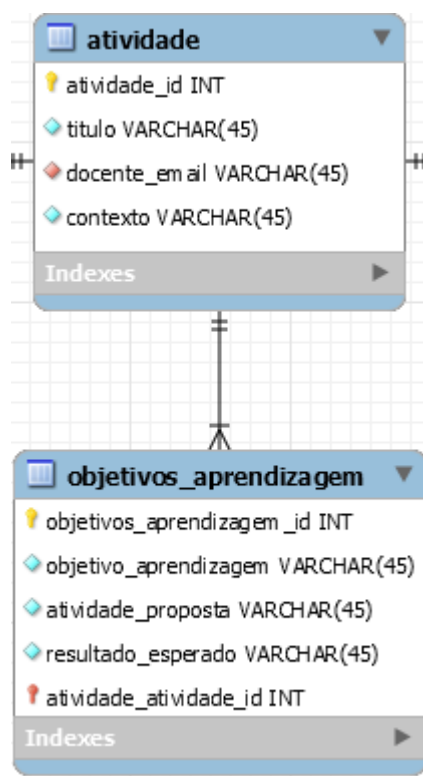 atividade
atividade_id INT
titulo VARCHAR(45)
docente_email VARCHAR(45)
contexto VARCHAR(45)
Indexes
objetivos_aprendizagem
objetivos_aprendizagem_id INT
objetivo_aprendizagem VARCHAR(45)
atividade_proposta VARCHAR(45)
resultado_esperado VARCHAR(45)
atividade_atividade_id INT
Indexes